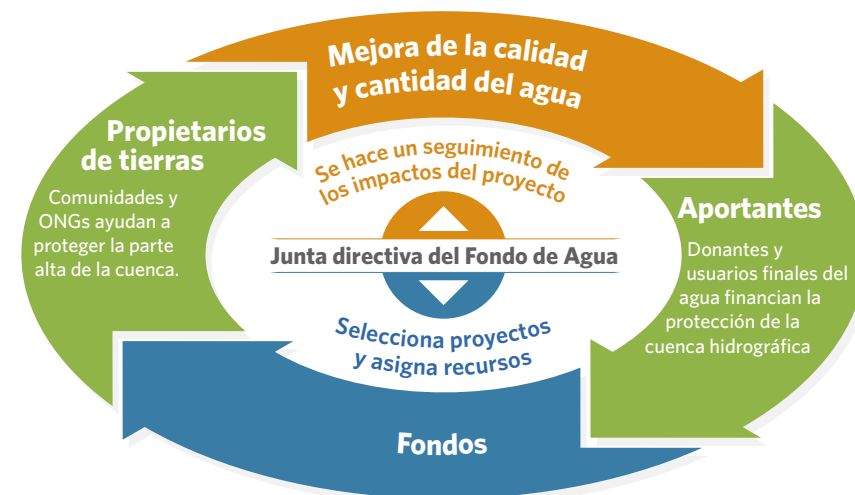 Mejora de la calidad
y cantidad del agua
Propietarios
de tierras
Comunidades y
ONGs ayudan a
proteger la parte
alta de la cuenca.
Se hace un seguimiento de
los impactos del proyecto
Junta directiva del Fondo de Agua
Selecciona proyectos
y asigna recursos
Aportantes
Donantes y
usuarios finales del
agua financian la
protección de la
cuenca hidrográfica
Fondos